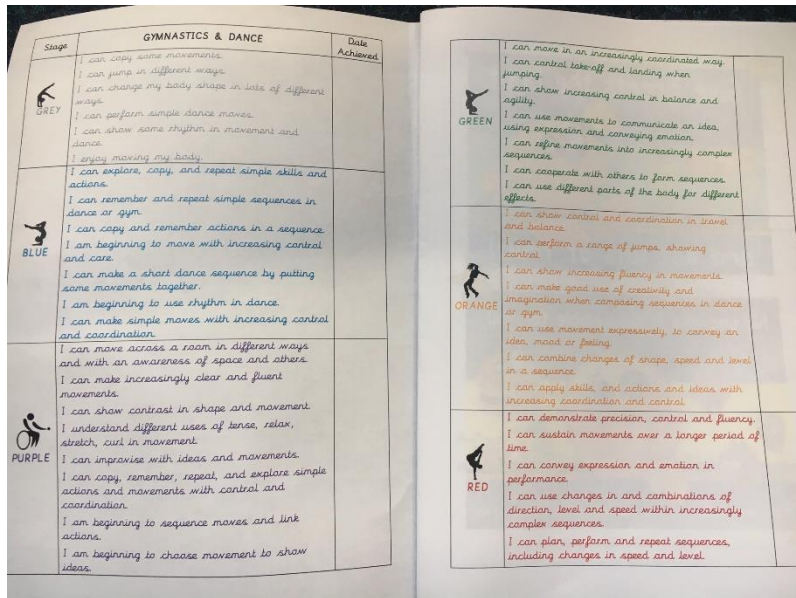 GYMNASTICS & DANCE
Stage
Date
Achieved
GREY
I can copy some movements.
I can jump in different ways.
I can change my body shape in lots of different
ways.
I can perform simple dance moves.
I can show some rhythm in movement and
dance.
I enjoy moving my body.
BLUE
I can explore, copy, and repeat simple skills and
actions.
I can remember and repeat simple sequences in
dance or gym.
I can copy and remember actions in a sequence.
I am beginning to move with increasing control
and care.
I can make a short dance sequence by putting
some movements together.
I am beginning to use rhythm in dance.
I can make simple moves with increasing control
and coordination.
PURPLE
I can move across a room in different ways
and with an awareness of space and others.
I can make increasingly clear and fluent
movements.
I can show contrast in shape and movement.
I understand different uses of tense, relax,
stretch, curl in movement.
I can improvise with ideas and movements.
I can copy, remember, repeat, and explore simple
actions and movements with control and
coordination.
I am beginning to sequence moves and link
actions.
I am beginning to choose movement to show
ideas.
GREEN
I can move in an increasingly coordinated way.
I can control take-off and landing when
jumping.
I can show increasing control in balance and
agility.
I can use movements to communicate an idea,
using expression and conveying emotion.
I can refine movements into increasingly complex
sequences.
I can cooperate with others to form sequences.
I can use different parts of the body for different
effects.
ORANGE
I can show control and coordination in travel
and balance.
I can perform a range of jumps, showing
control.
I can show increasing fluency in movements.
I can make good use of creativity and
imagination when composing sequences in dance
or gym.
I can use movement expressively, to convey an
idea, mood or feeling.
I can combine changes of shape, speed and level
in a sequence.
I can apply skills, and actions and ideas with
increasing coordination and control.
RED
I can demonstrate precision, control and fluency.
I can sustain movements over a longer period of
time.
I can convey expression and emotion in
performance.
I can use changes in and combinations of
direction, level and speed within increasingly
complex sequences.
I can plan, perform and repeat sequences,
including changes in speed and level.